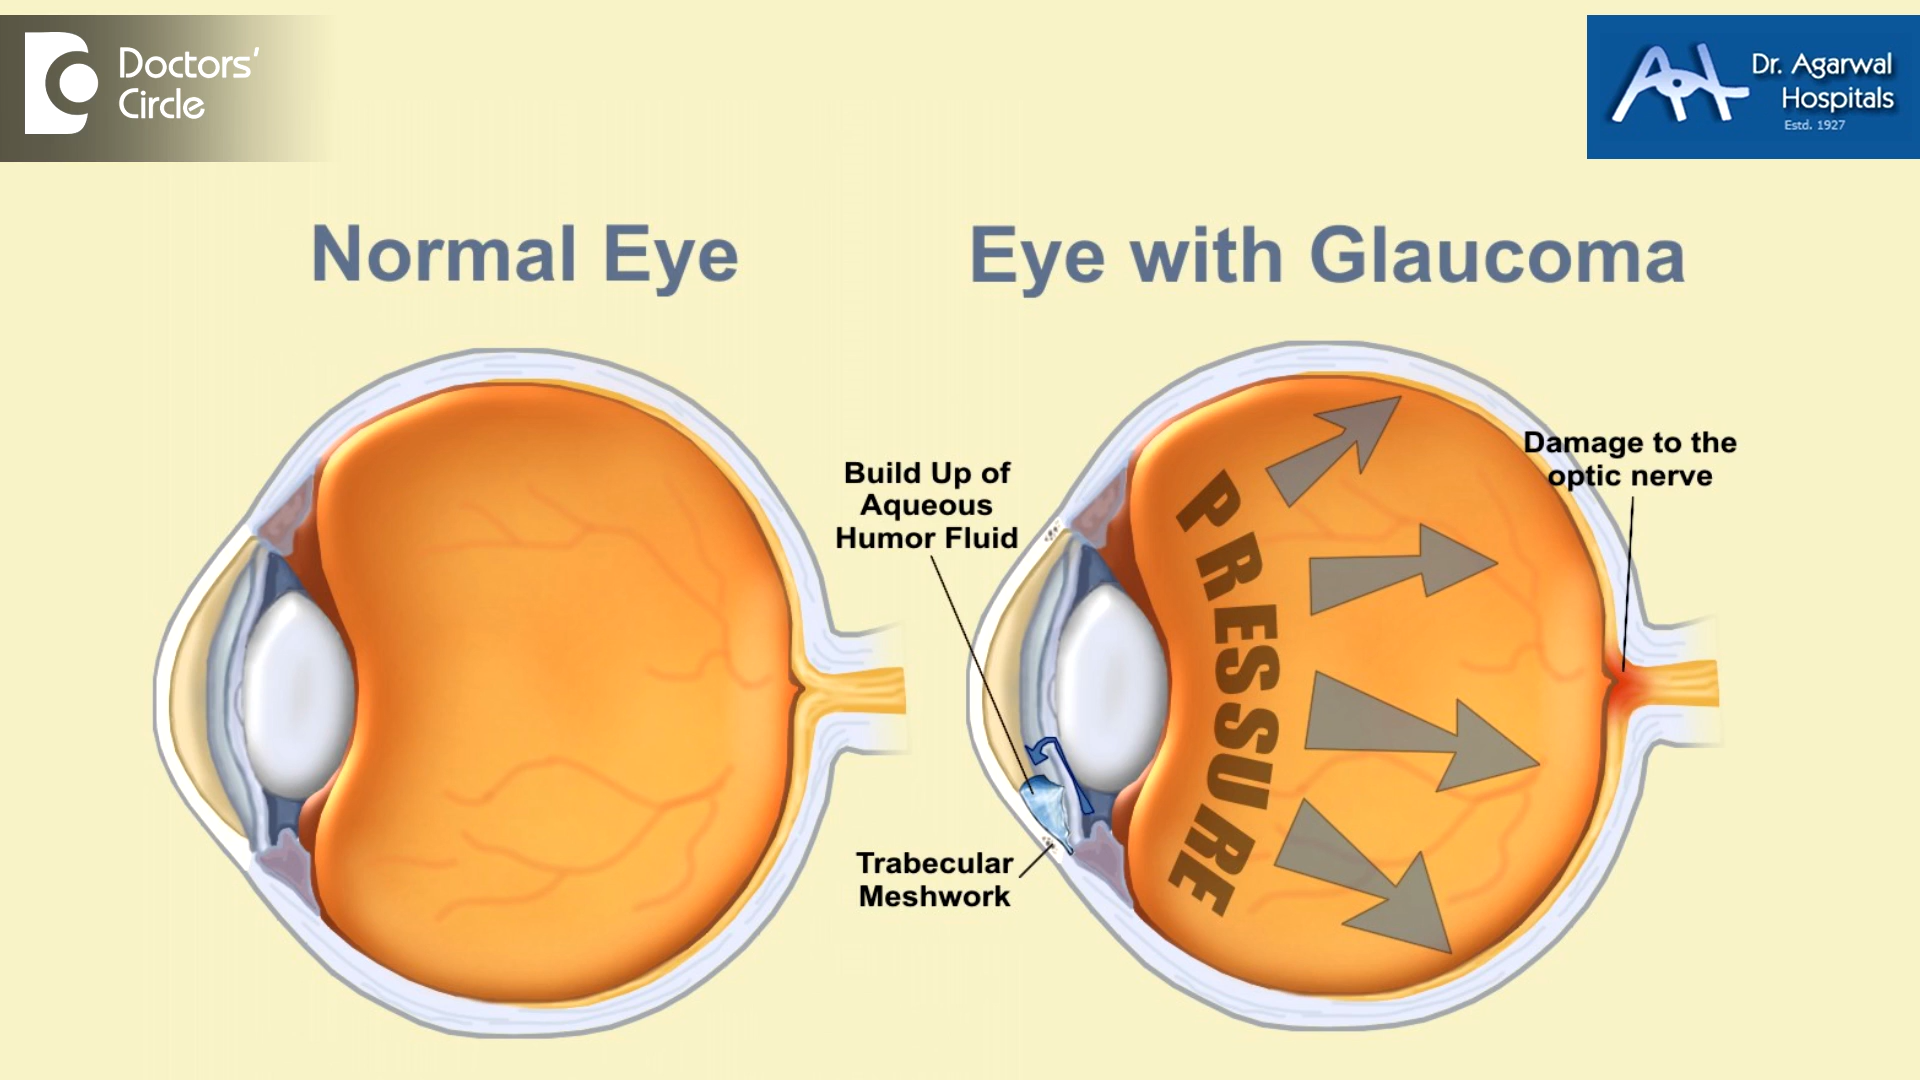 Doctors'
Circle
Dr. Agarwal
Hospitals
Estd. 1927
Normal Eye
Eye with Glaucoma
Build Up of
Aqueous
Humor Fluid
Damage to the
optic nerve
PRESSURE
Trabecular
Meshwork